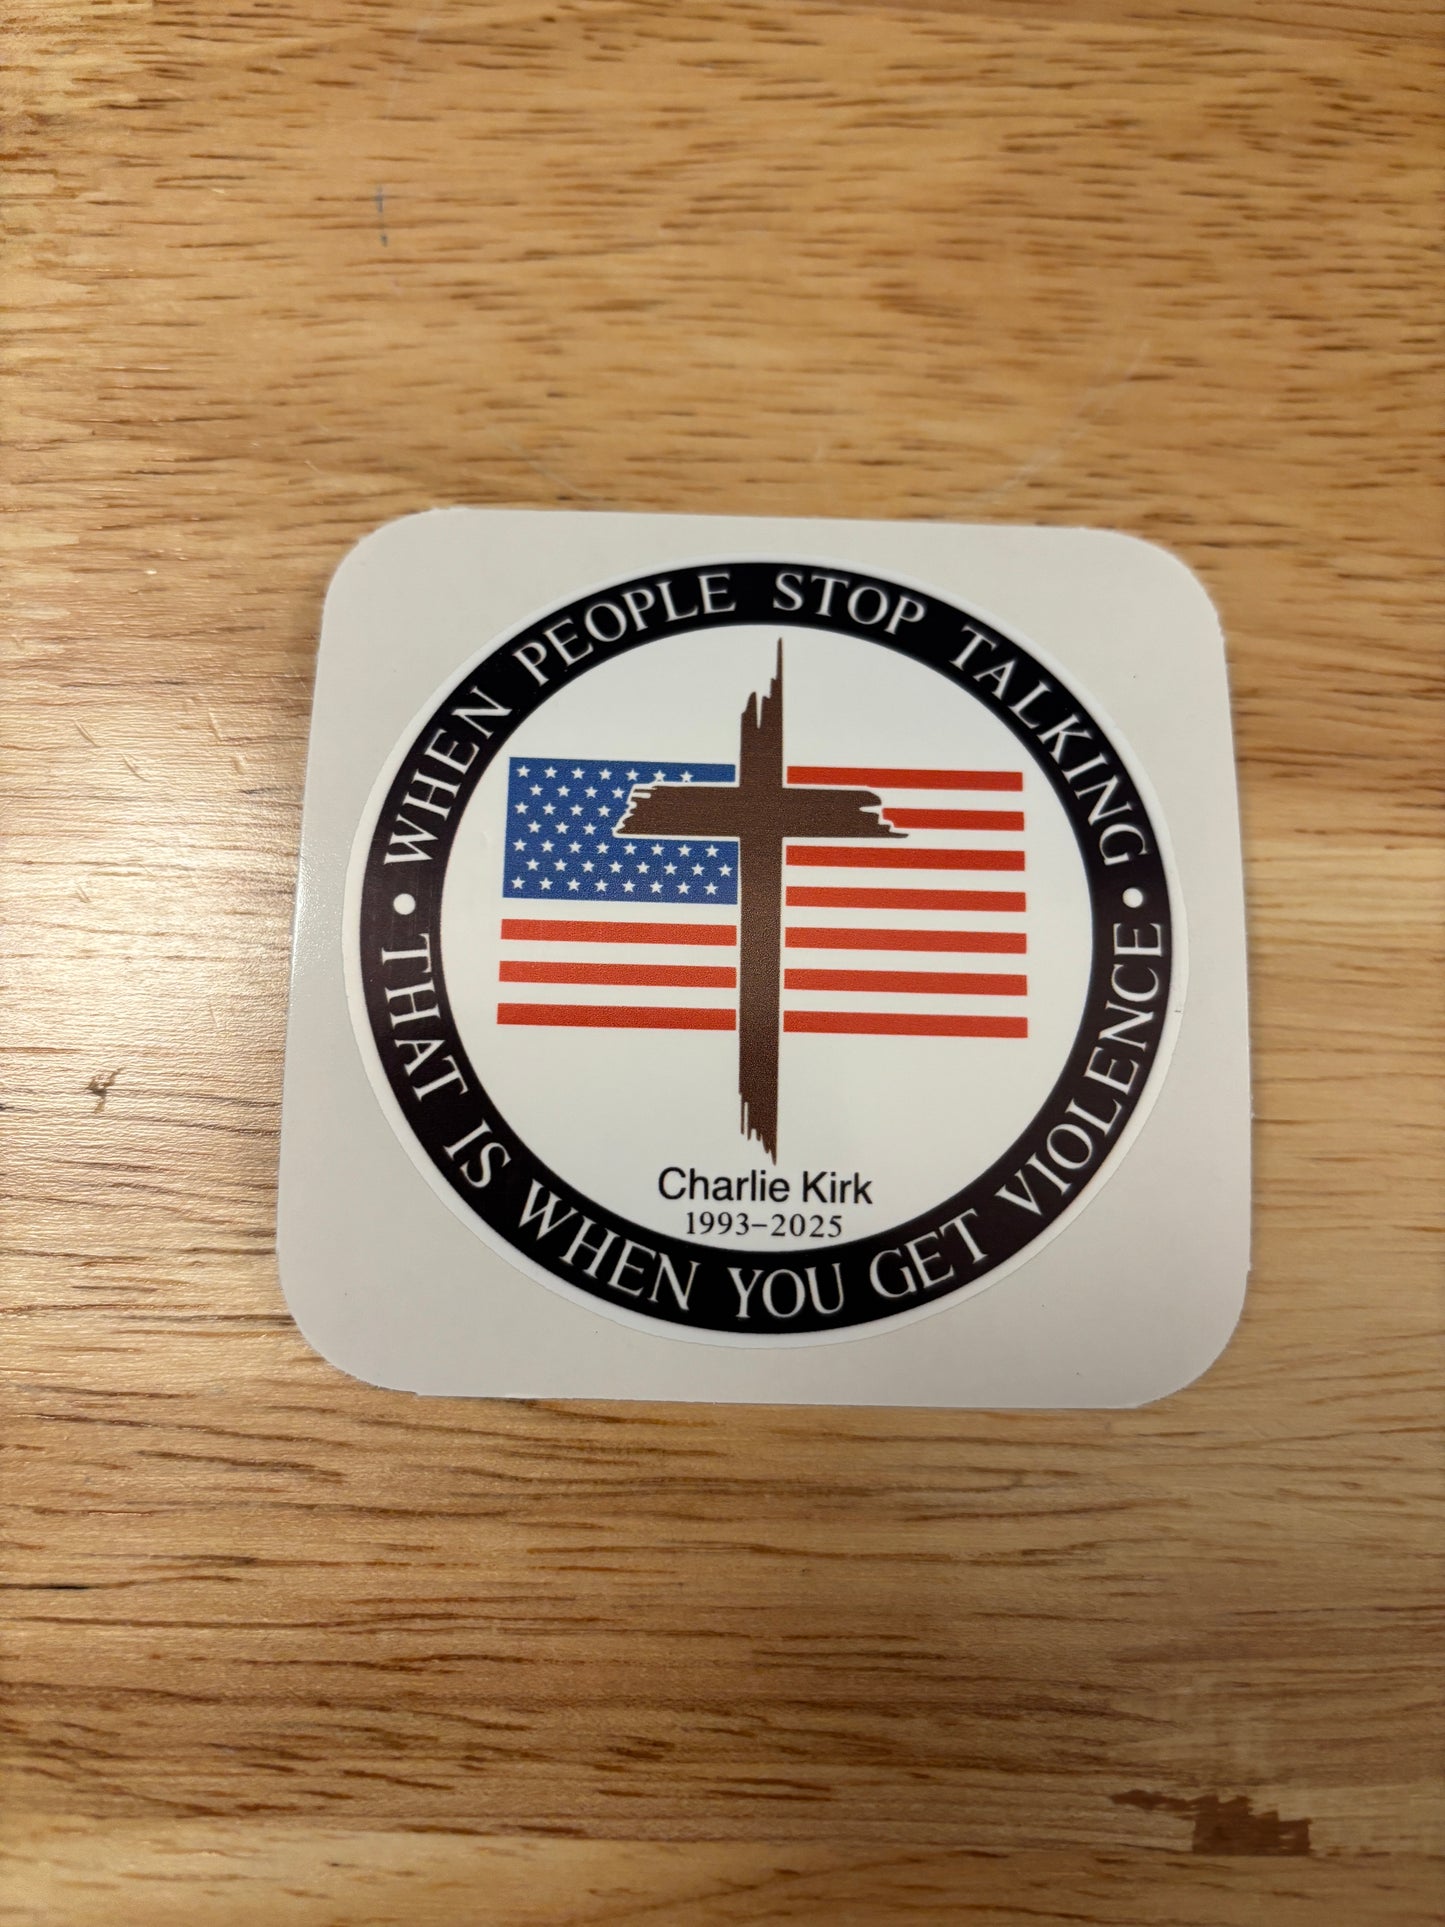 • WHEN PEOPLE STOP TALKING •
THAT IS WHEN YOU GET VIOLENCE
Charlie Kirk
1993–2025